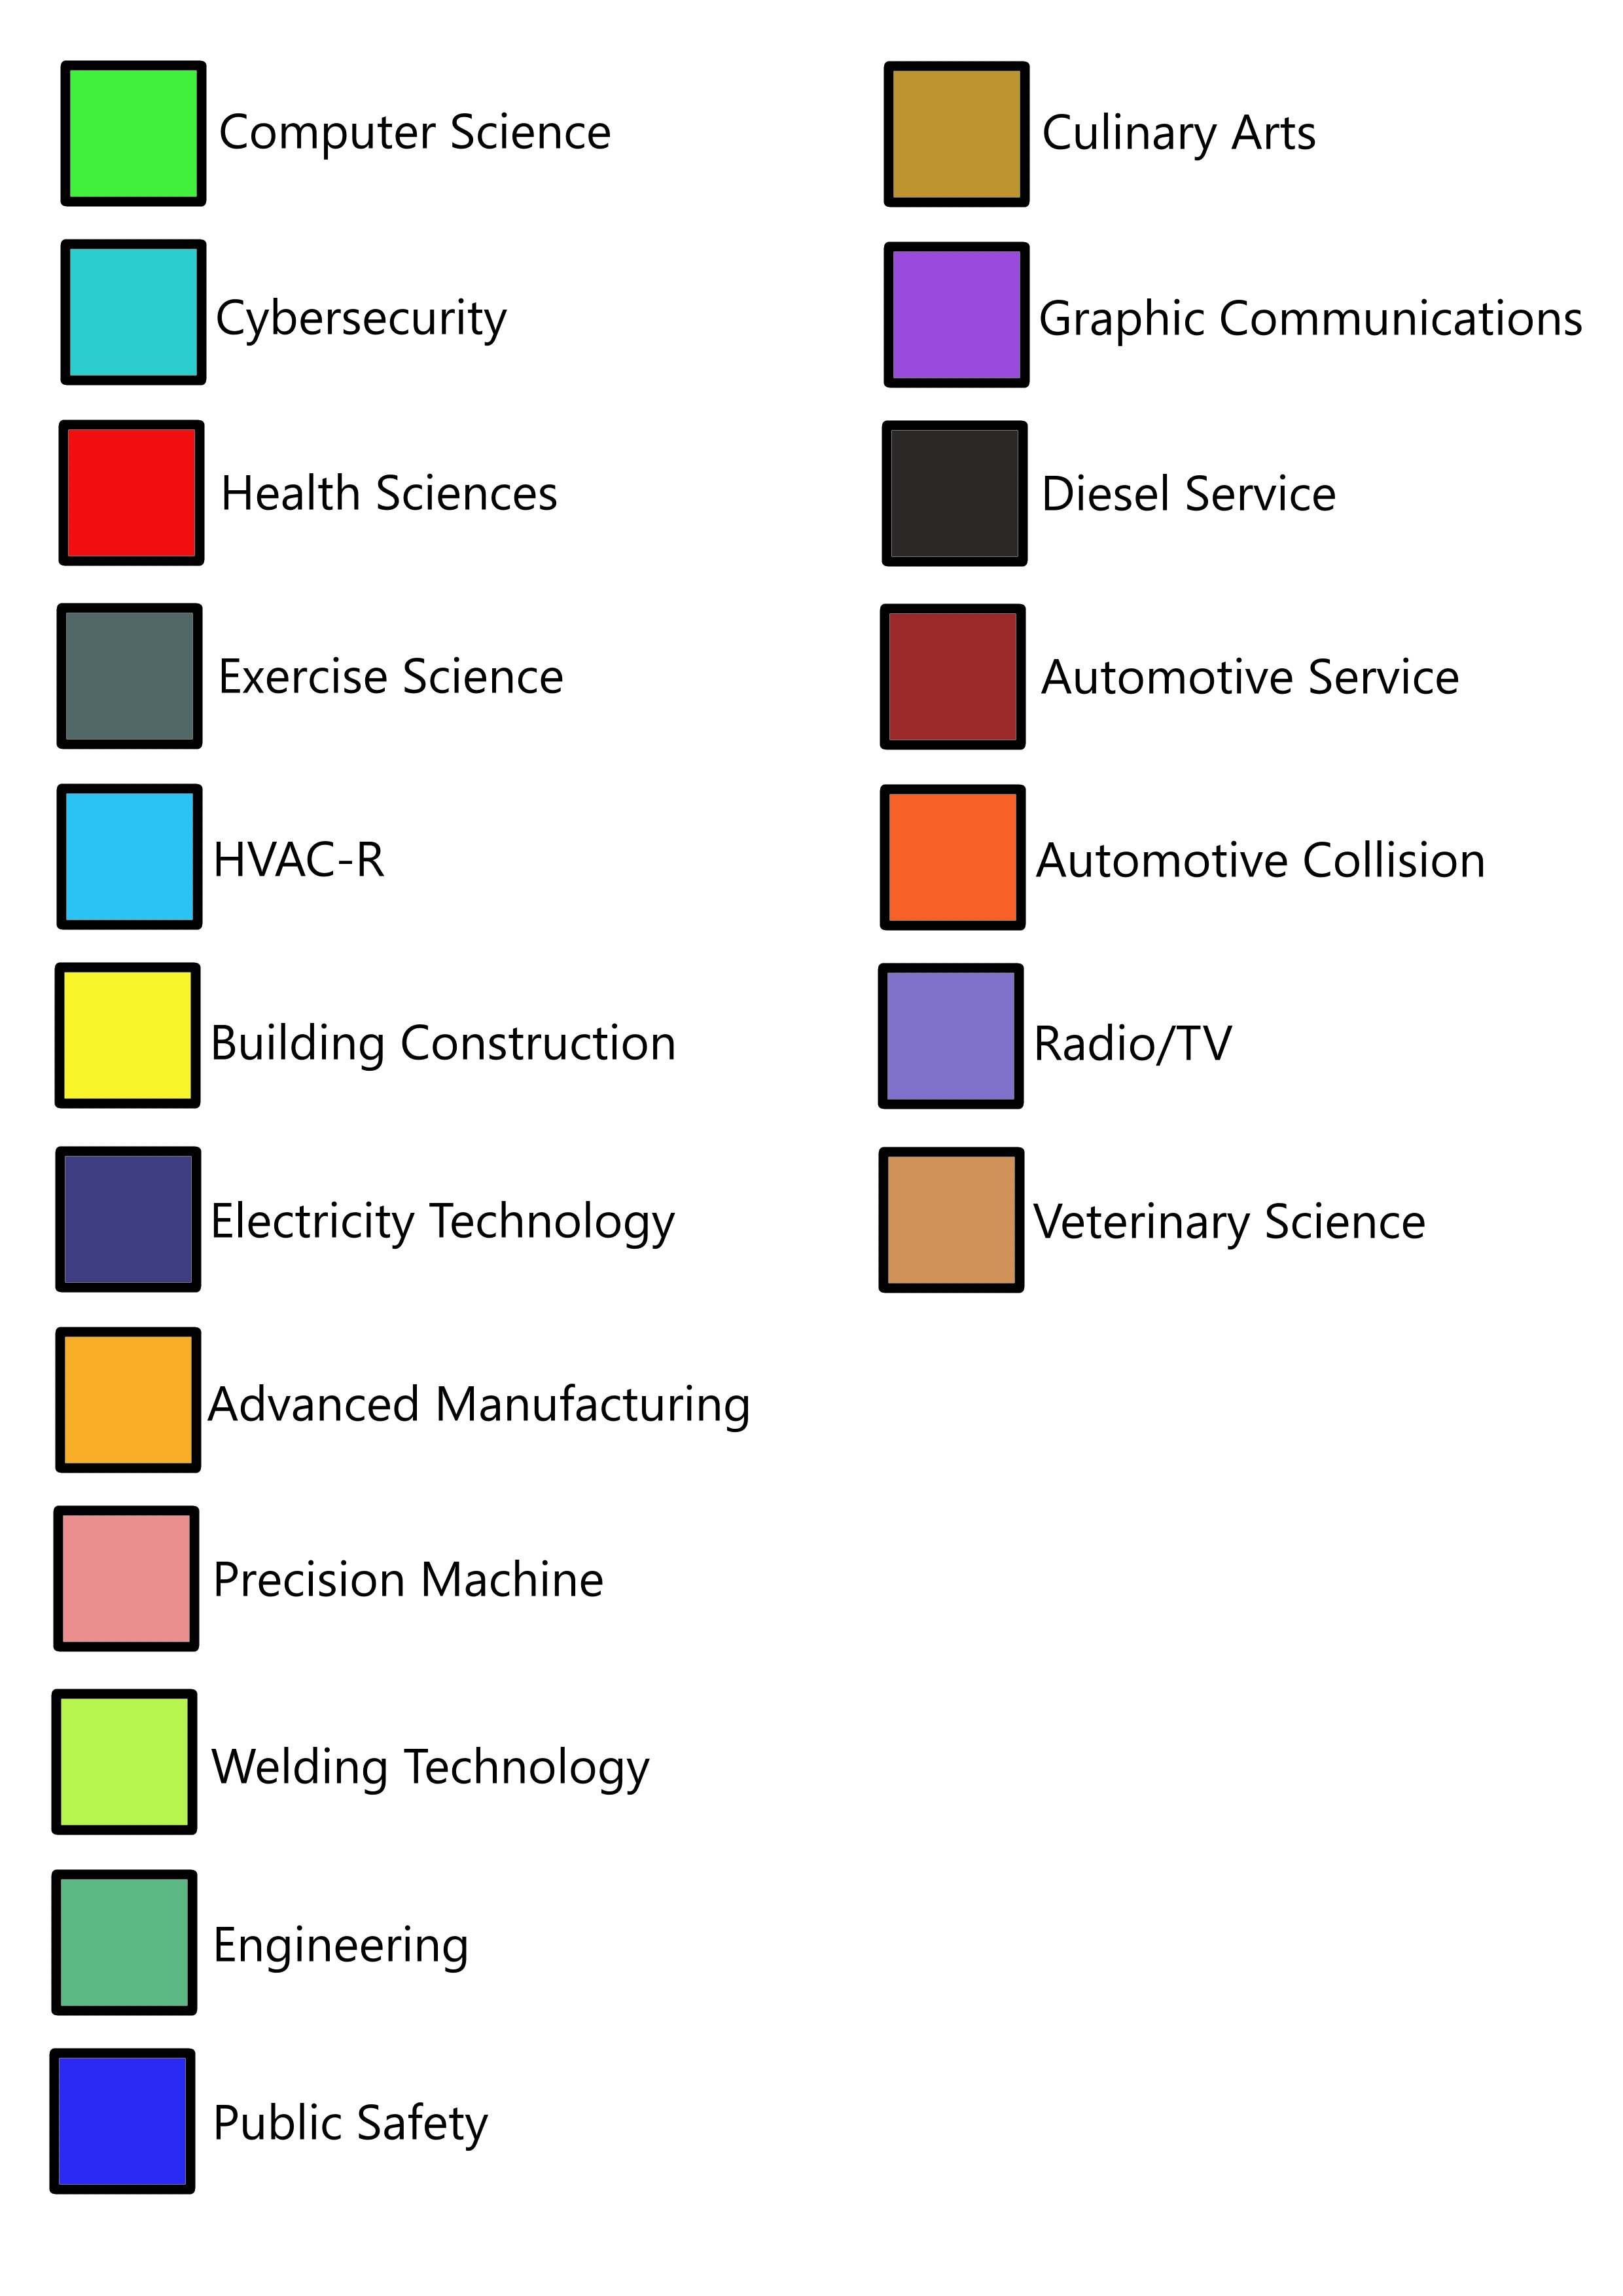 Computer Science
Cybersecurity
Health Sciences
Exercise Science
HVAC-R
Building Construction
Electricity Technology
Advanced Manufacturing
Precision Machine
Welding Technology
Engineering
Public Safety
Culinary Arts
Graphic Communications
Diesel Service
Automotive Service
Automotive Collision
Radio/TV
Veterinary Science